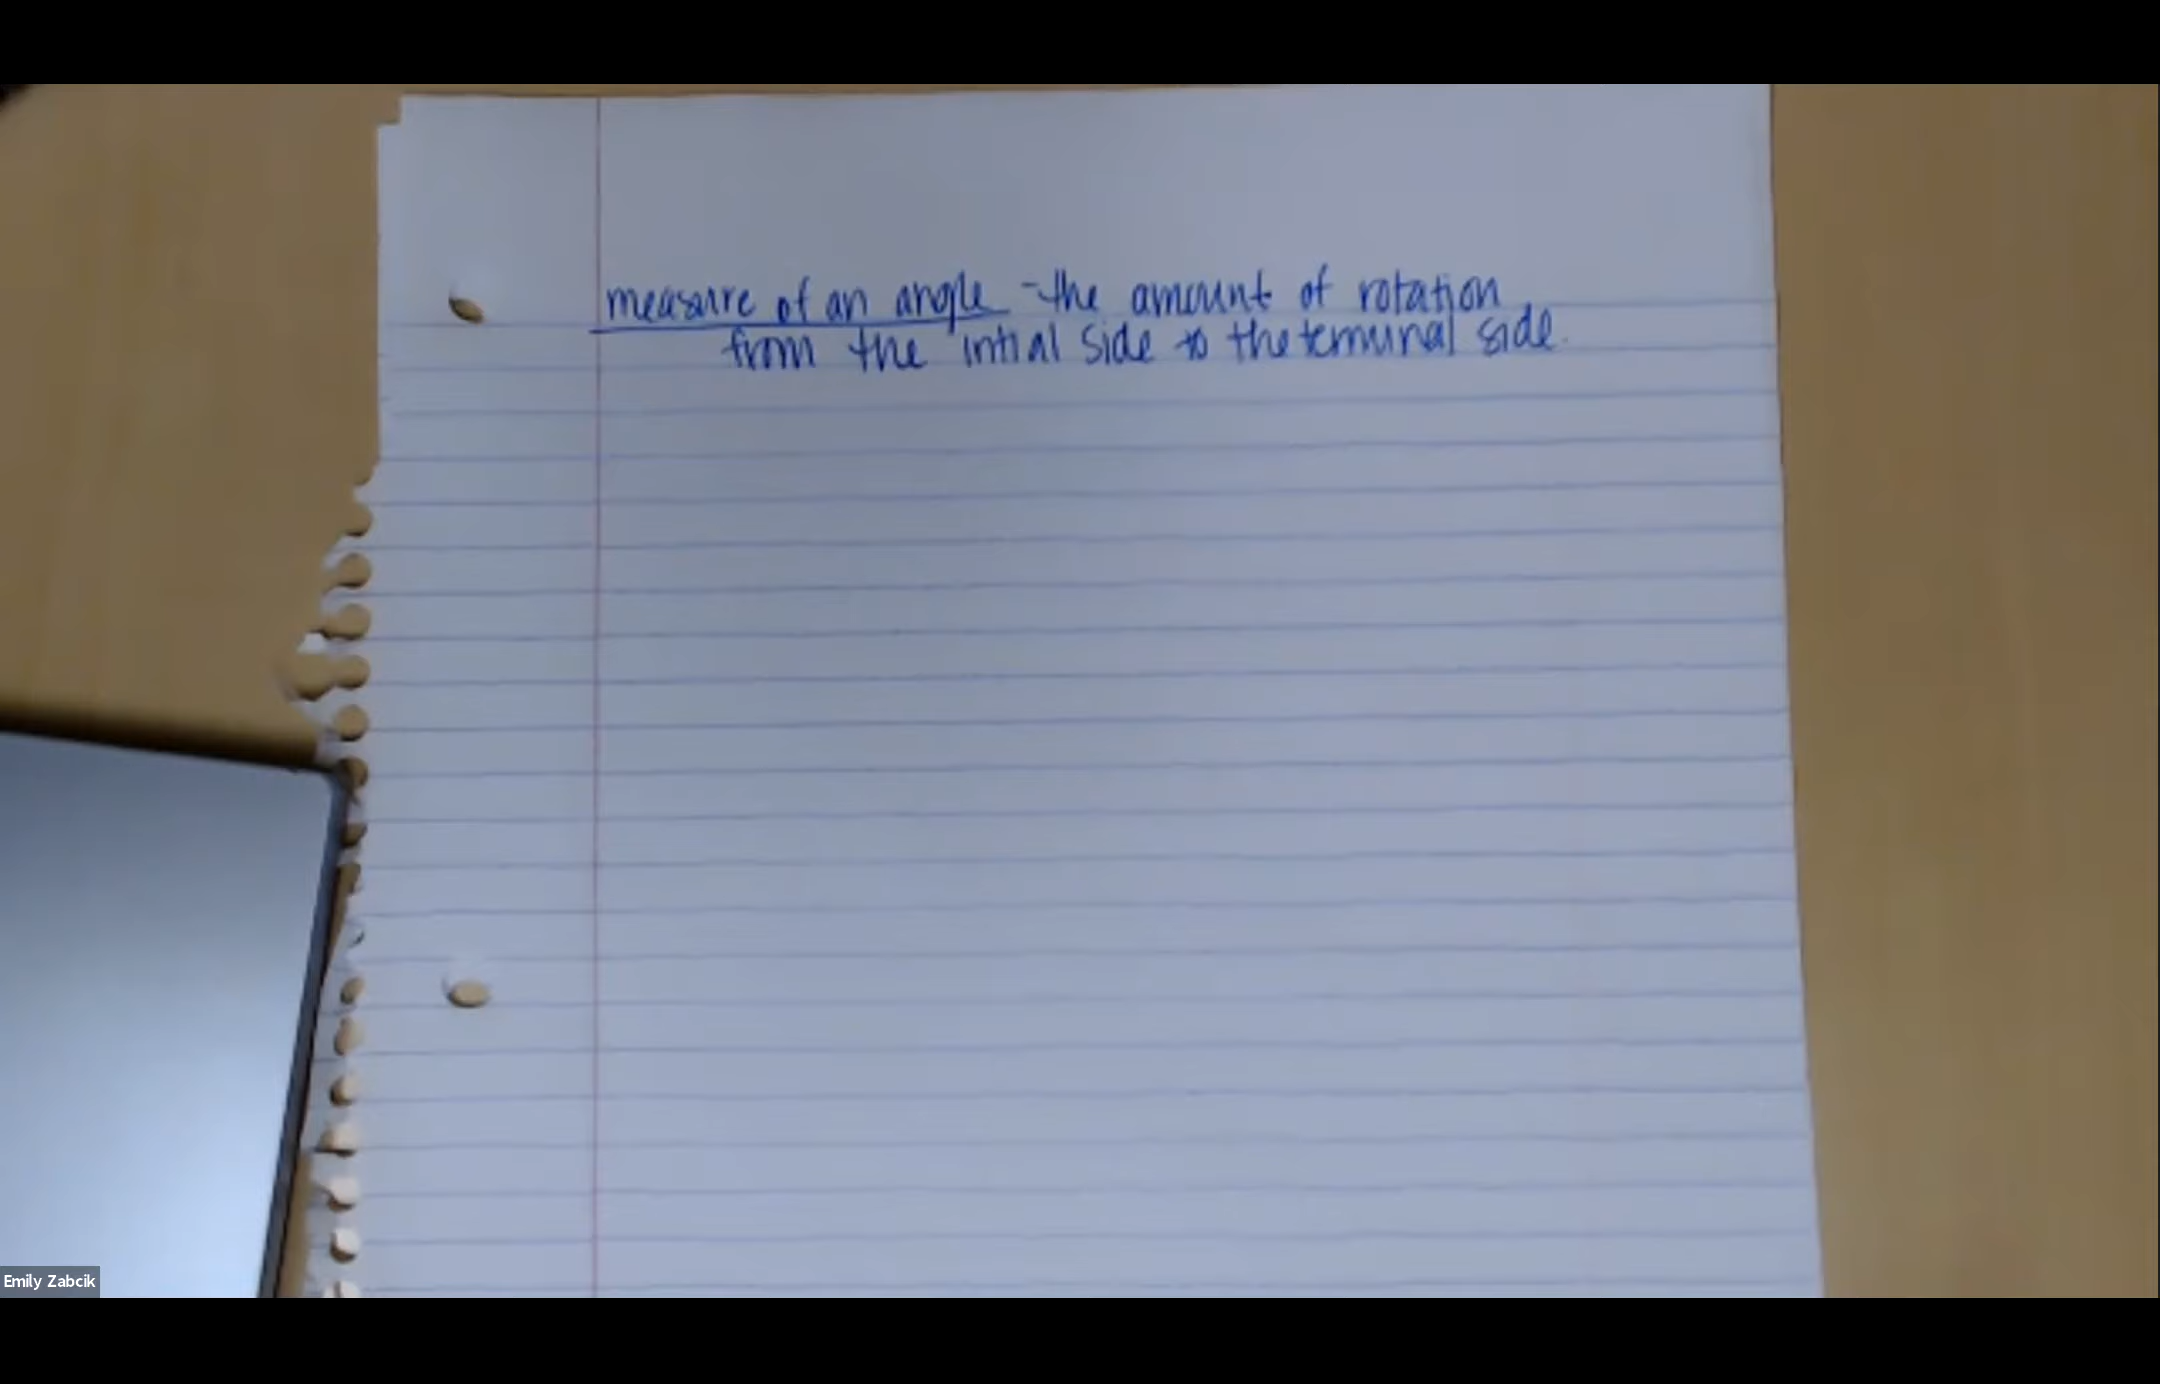 measure of an angle - the amount of rotation
from the intial side to the terminal side.
Emily Zabcik